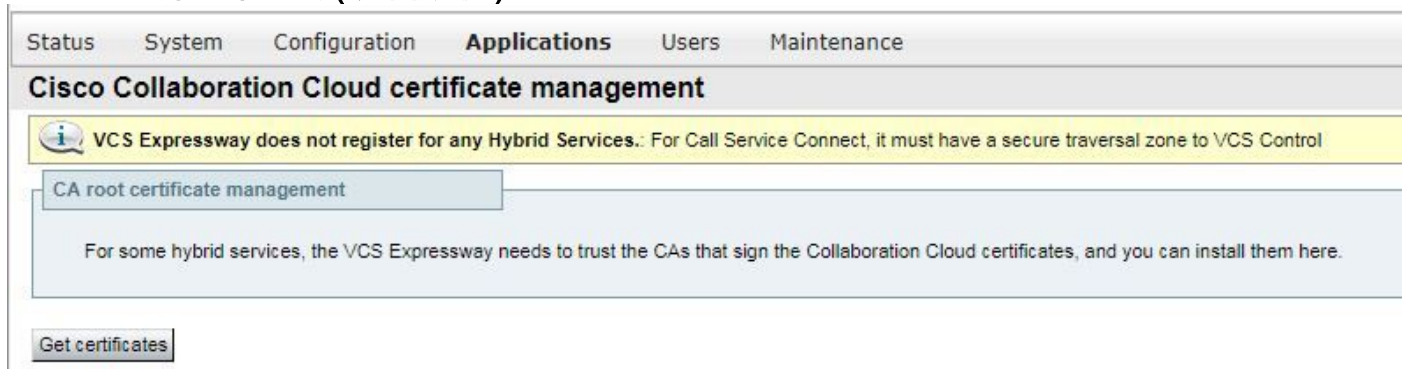 Status System Configuration Applications Users Maintenance
Cisco Collaboration Cloud certificate management
VCS Expressway does not register for any Hybrid Services.: For Call Service Connect, it must have a secure traversal zone to VCS Control
CA root certificate management
For some hybrid services, the VCS Expressway needs to trust the CAs that sign the Collaboration Cloud certificates, and you can install them here.
Get certificates